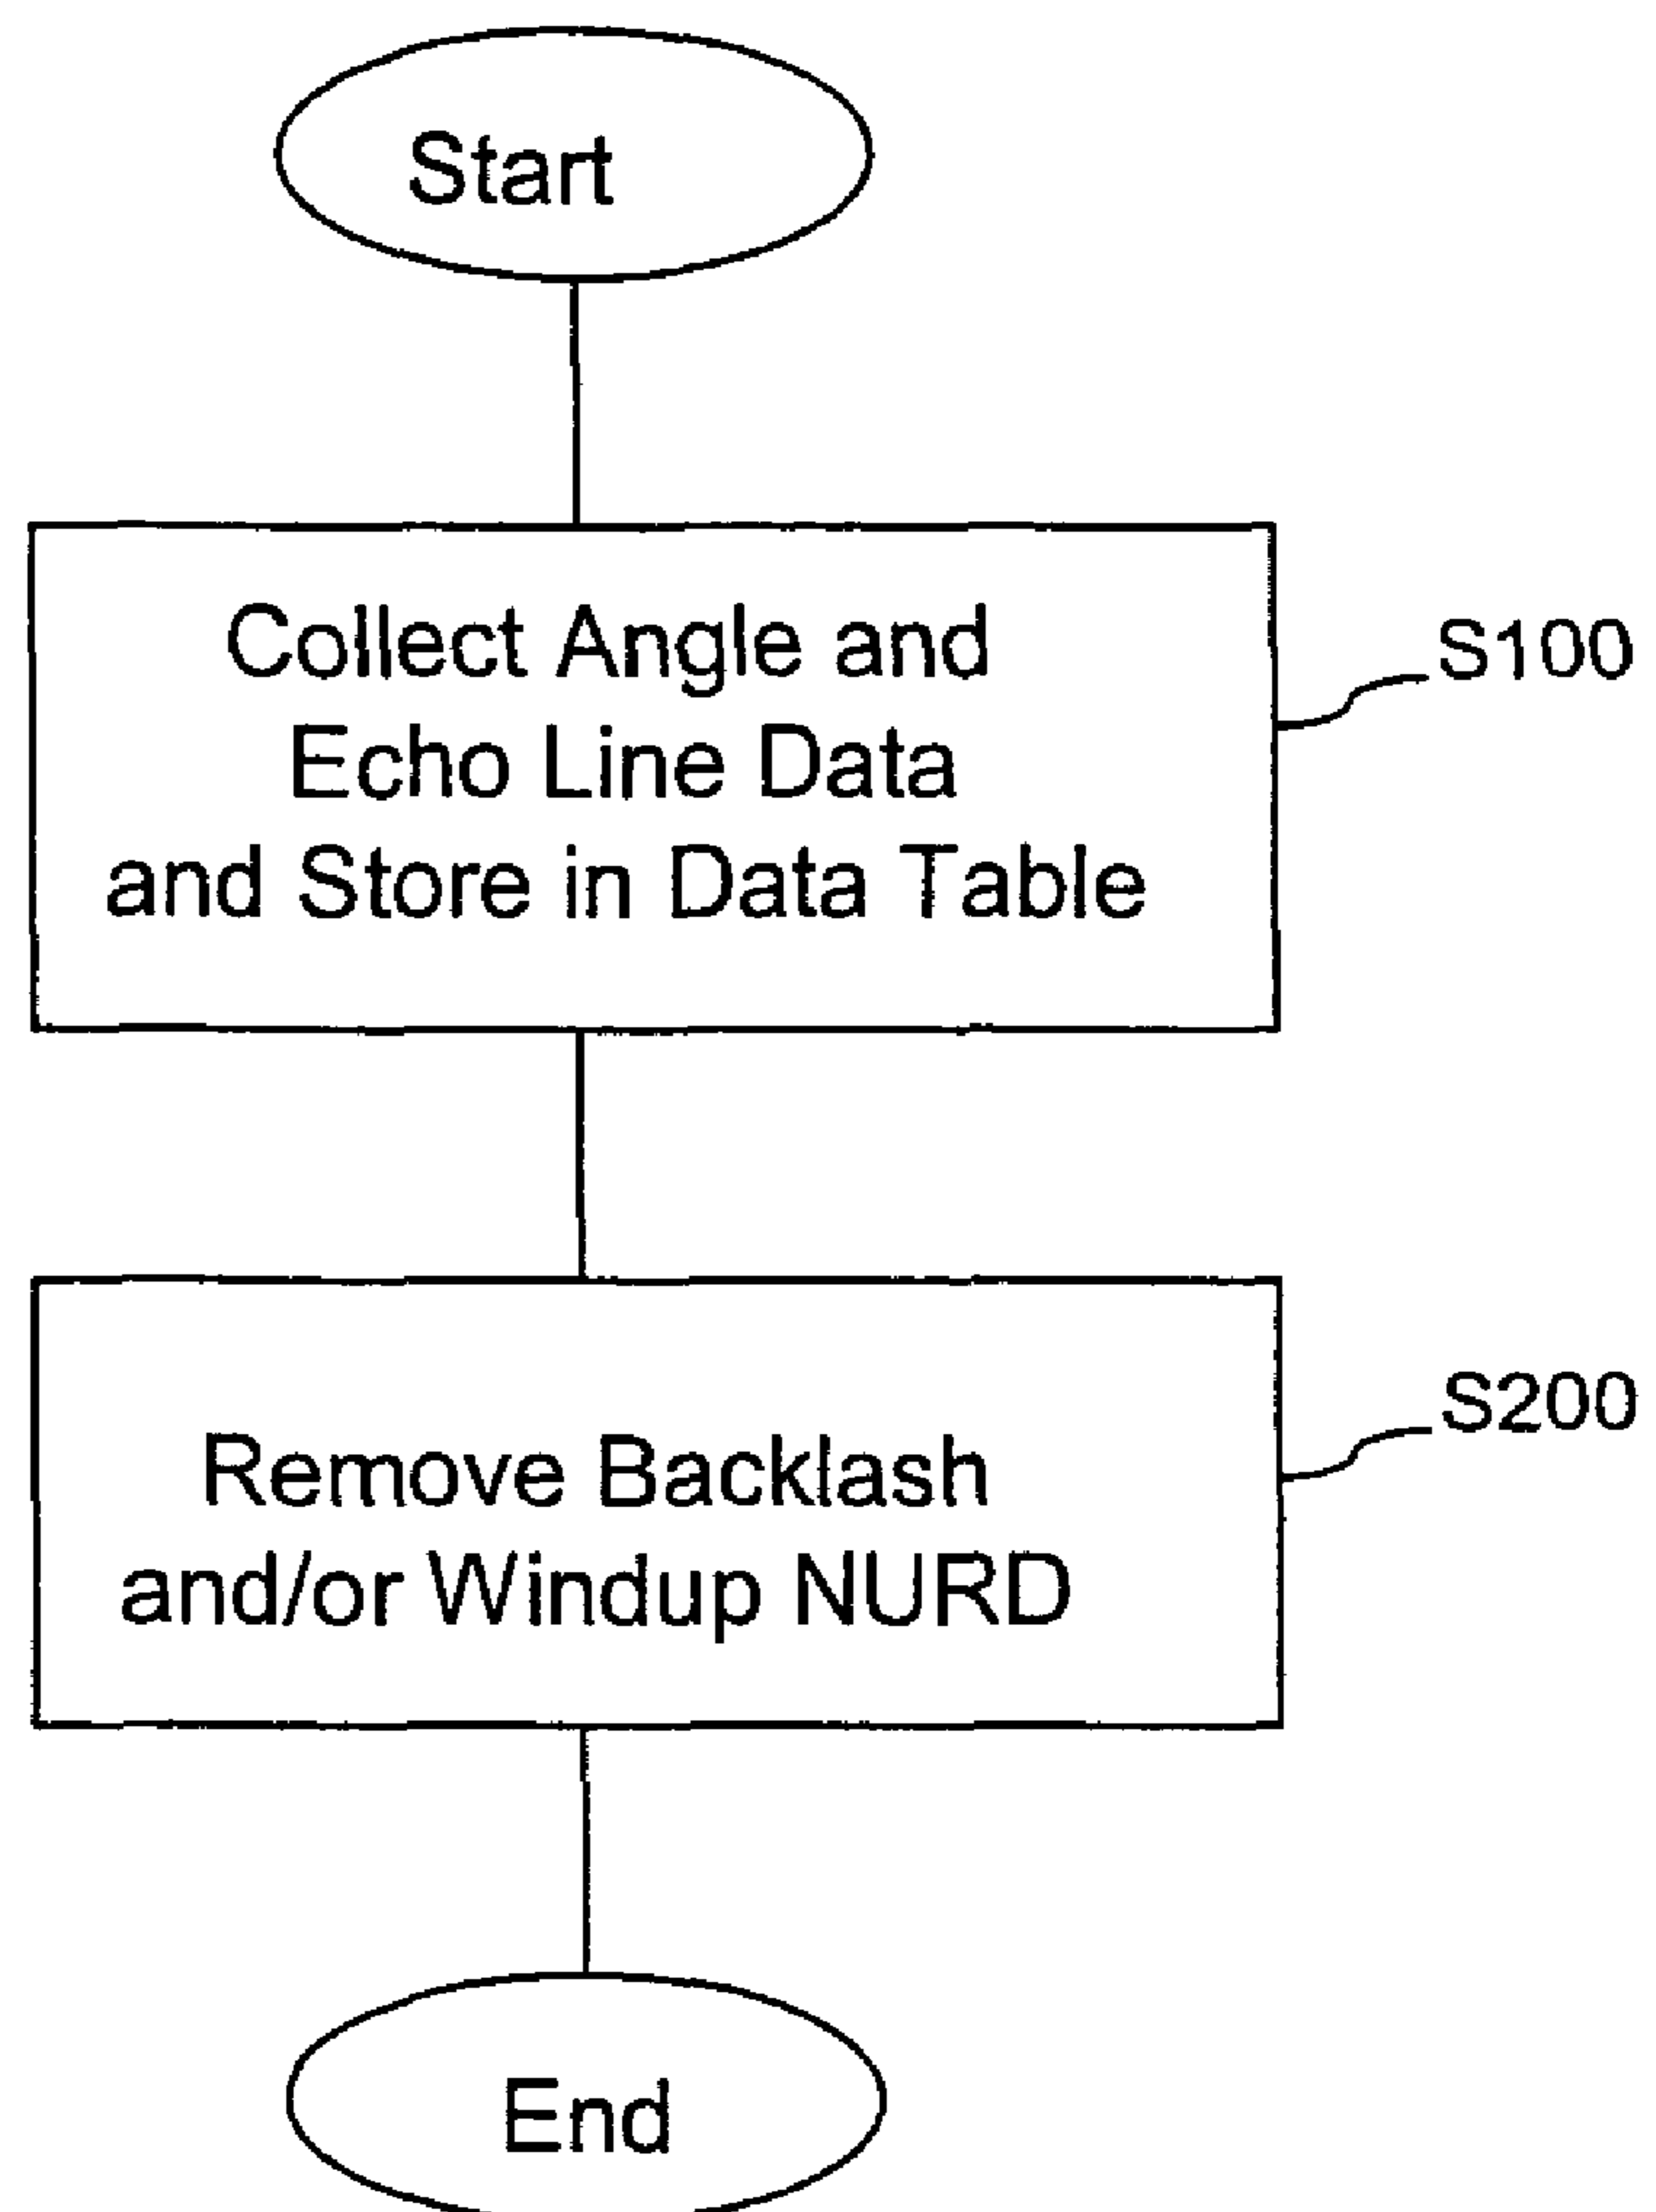 Start
Collect Angle and
Echo Line Data
and Store in Data Table
S100
Remove Backlash
and/or Windup NURD
S200
End